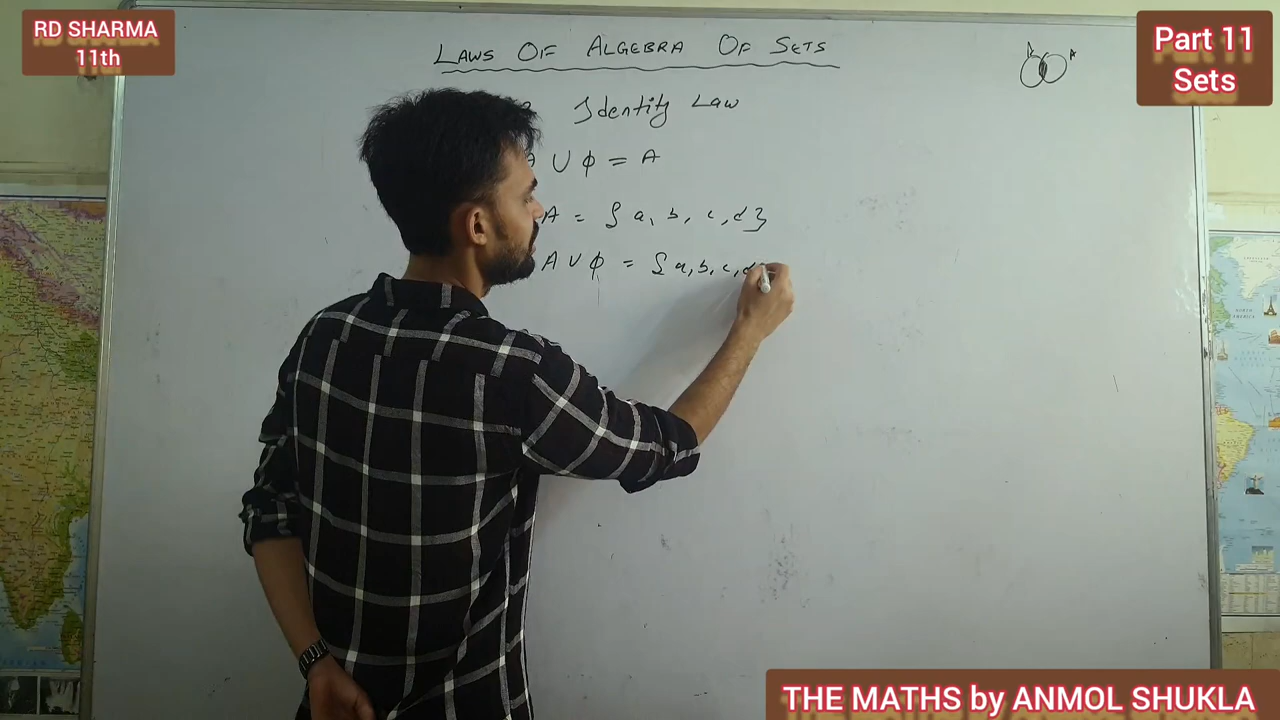 RD SHARMA
11th
Part 11
Sets
LAWS OF ALGEBRA OF SETS
Identity Law
A ∪ ϕ = A
A = {a, b, c, d}
A ∪ ϕ = {a, b, c, d
A
THE MATHS by ANMOL SHUKLA